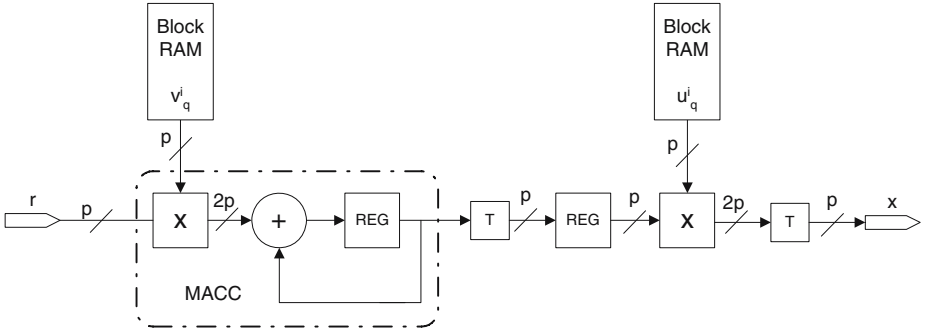 Block
RAM
v^i_q
p
Block
RAM
u^i_q
p
r
p
X
2p
+
REG
T
p
REG
p
X
2p
T
p
x
MACC